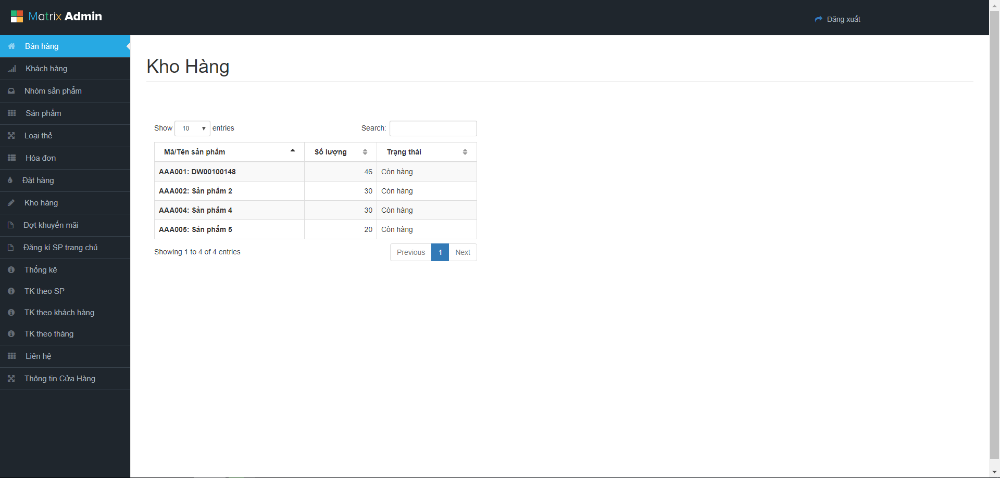 Matrix Admin
Đăng xuất
Bán hàng
Khách hàng
Nhóm sản phẩm
Sản phẩm
Loại thẻ
Hóa đơn
Đặt hàng
Kho hàng
Đợt khuyến mãi
Đăng kí SP trang chủ
Thống kê
TK theo SP
TK theo khách hàng
TK theo tháng
Liên hệ
Thông tin Cửa Hàng
Kho Hàng
Show 10 entries Search:
Mã/Tên sản phẩm Số lượng Trạng thái
AAA001: DW00100148 46 Còn hàng
AAA002: Sản phẩm 2 30 Còn hàng
AAA004: Sản phẩm 4 30 Còn hàng
AAA005: Sản phẩm 5 20 Còn hàng
Showing 1 to 4 of 4 entries Previous 1 Next